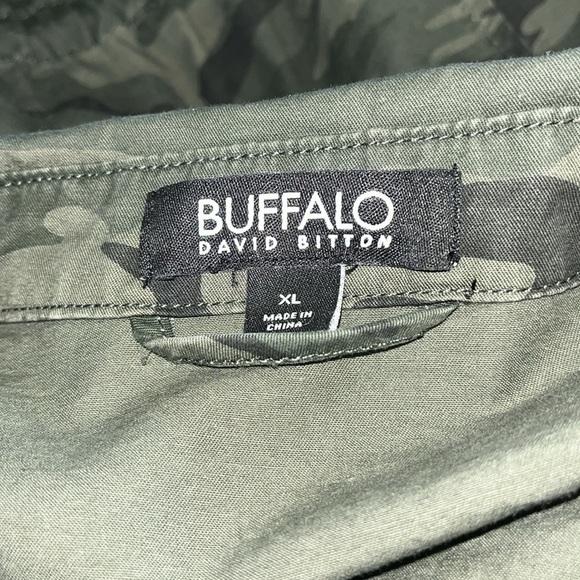 BUFFALO
DAVID BITTON
XL
MADE IN
CHINA